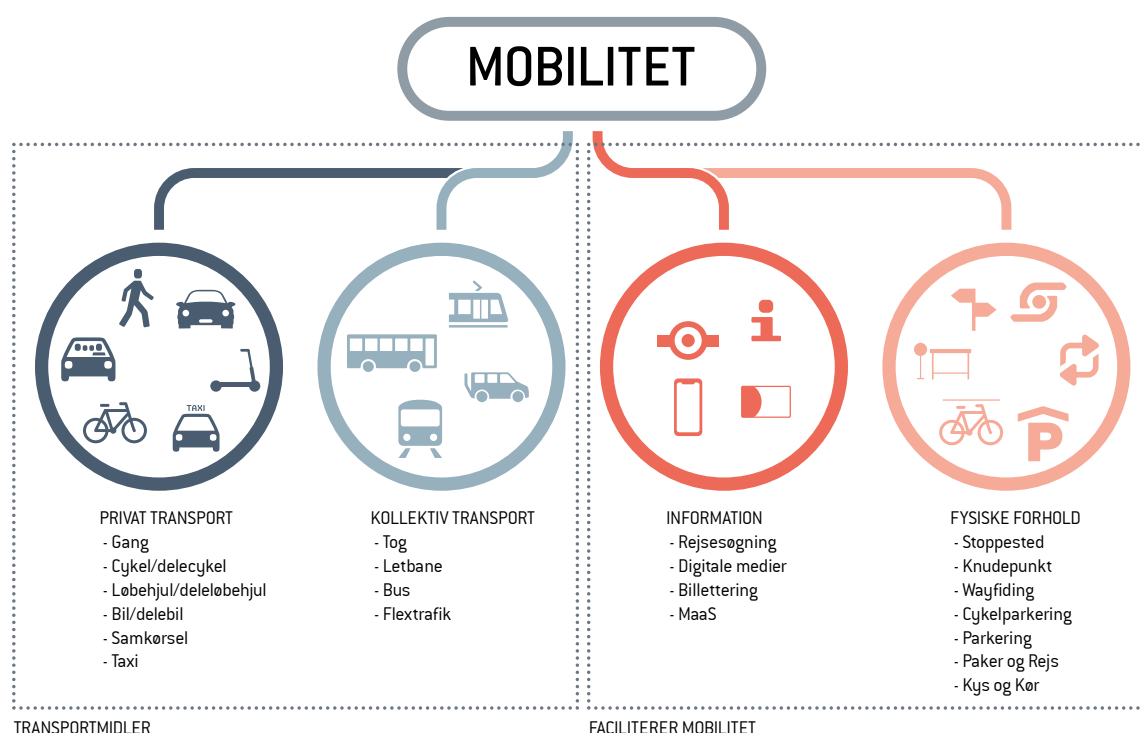 MOBILITET
TAXI
P
PRIVAT TRANSPORT
- Gang
- Cykel/delecykel
- Løbehjul/deleløbehjul
- Bil/delebil
- Samkørsel
- Taxi
KOLLEKTIV TRANSPORT
- Tog
- Letbane
- Bus
- Flextrafik
INFORMATION
- Rejsesøgning
- Digitale medier
- Billettering
- MaaS
FYSISKE FORHOLD
- Stoppested
- Knudepunkt
- Wayfiding
- Cykelparkering
- Parkering
- Paker og Rejs
- Kys og Kør
TRANSPORTMIDLER
FACILITERER MOBILITET